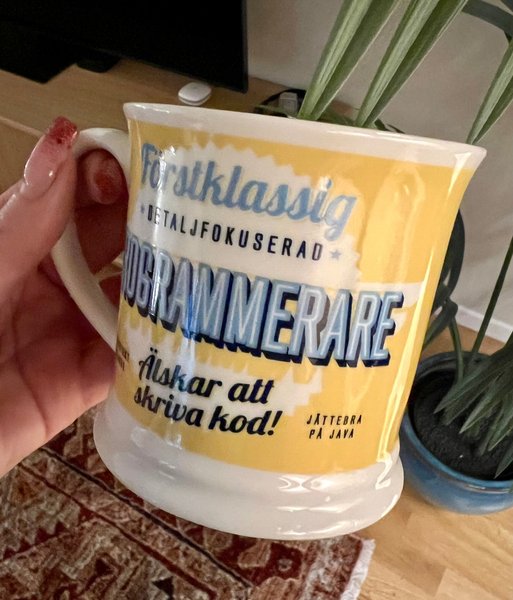 Förstklassig
DETALJFOKUSERAD
OGRAMMERARE
Älskar att
skriva kod!
JÄTTEBRA
PÅ JAVA